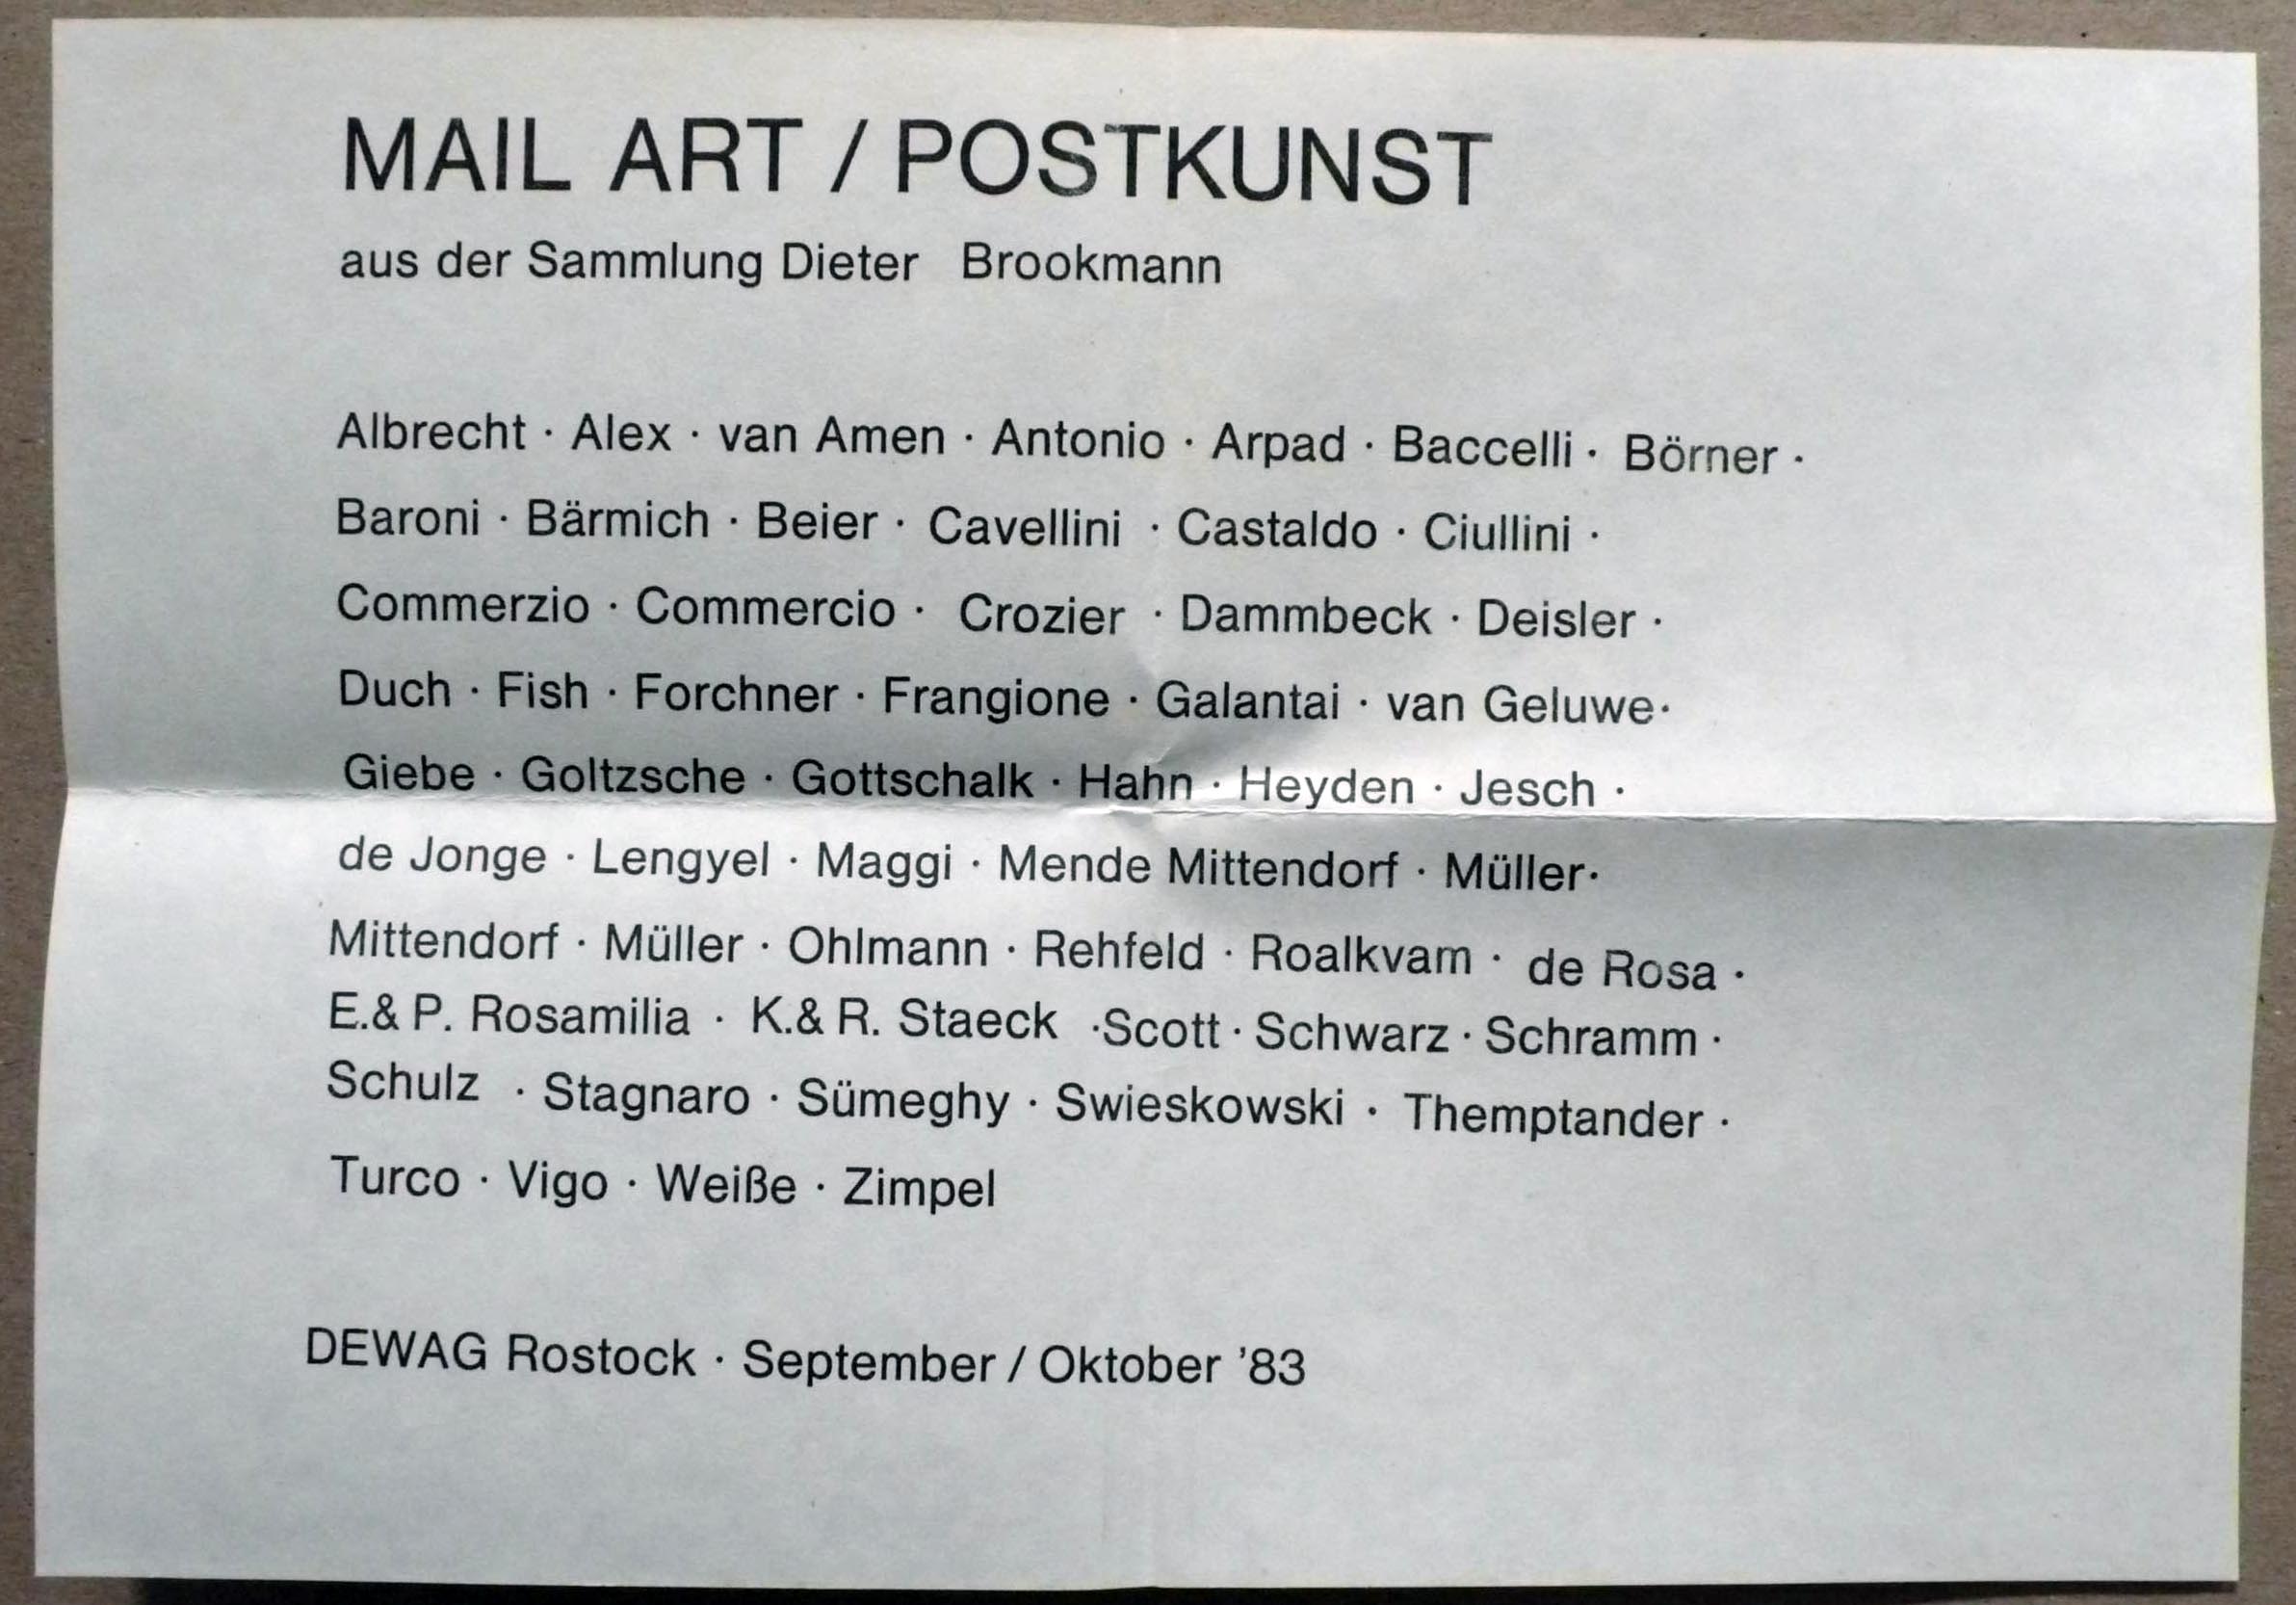 MAIL ART / POSTKUNST
aus der Sammlung Dieter Brookmann
Albrecht · Alex · van Amen · Antonio · Arpad · Baccelli · Börner ·
Baroni · Bärmich · Beier · Cavellini · Castaldo · Ciullini ·
Commerzio · Commercio · Crozier · Dammbeck · Deisler ·
Duch · Fish · Forchner · Frangione · Galantai · van Geluwe·
Giebe · Goltzsche · Gottschalk · Hahn · Heyden · Jesch ·
de Jonge · Lengyel · Maggi · Mende Mittendorf · Müller·
Mittendorf · Müller · Ohlmann · Rehfeld · Roalkvam · de Rosa ·
E.& P. Rosamilia · K.& R. Staeck ·Scott · Schwarz · Schramm ·
Schulz · Stagnaro · Sümeghy · Swieskowski · Themptander ·
Turco · Vigo · Weiße · Zimpel
DEWAG Rostock · September / Oktober ’83